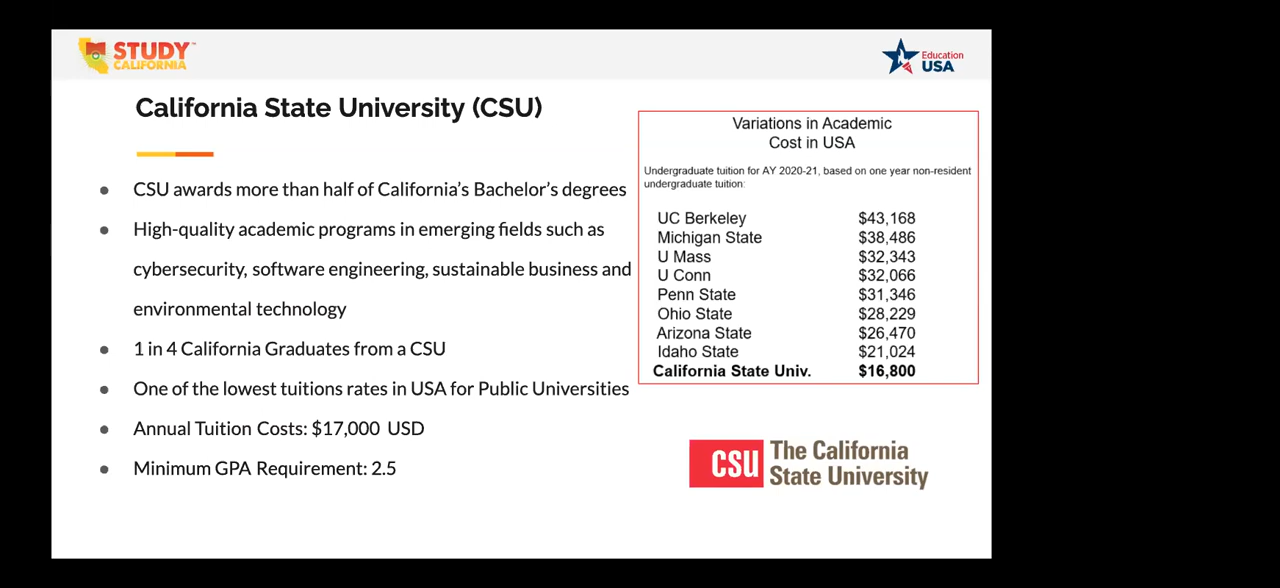 STUDY
CALIFORNIA
Education
USA
California State University (CSU)
● CSU awards more than half of California's Bachelor's degrees
● High-quality academic programs in emerging fields such as
cybersecurity, software engineering, sustainable business and
environmental technology
● 1 in 4 California Graduates from a CSU
● One of the lowest tuitions rates in USA for Public Universities
● Annual Tuition Costs: $17,000 USD
● Minimum GPA Requirement: 2.5
Variations in Academic
Cost in USA
Undergraduate tuition for AY 2020-21, based on one year non-resident
undergraduate tuition:
UC Berkeley $43,168
Michigan State $38,486
U Mass $32,343
U Conn $32,066
Penn State $31,346
Ohio State $28,229
Arizona State $26,470
Idaho State $21,024
California State Univ. $16,800
CSU The California
State University